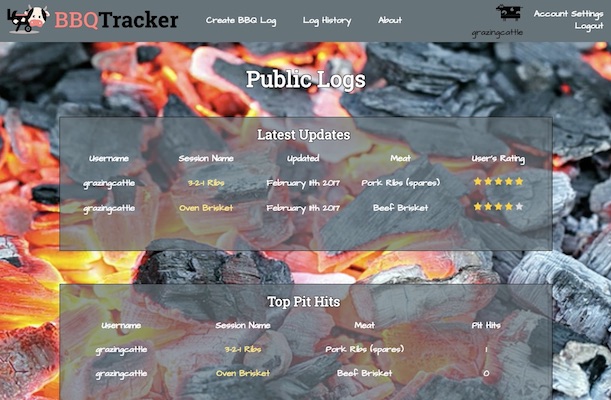 BBQTracker Create BBQ Log Log History About Account Settings
grazingcattle Logout
Public Logs
Latest Updates
Username Session Name Updated Meat User's Rating
grazingcattle 3-2-1 Ribs February 11th 2017 Pork Ribs (spares)
grazingcattle Oven Brisket February 11th 2017 Beef Brisket
Top Pit Hits
Username Session Name Meat Pit Hits
grazingcattle 3-2-1 Ribs Pork Ribs (spares) 1
grazingcattle Oven Brisket Beef Brisket 0